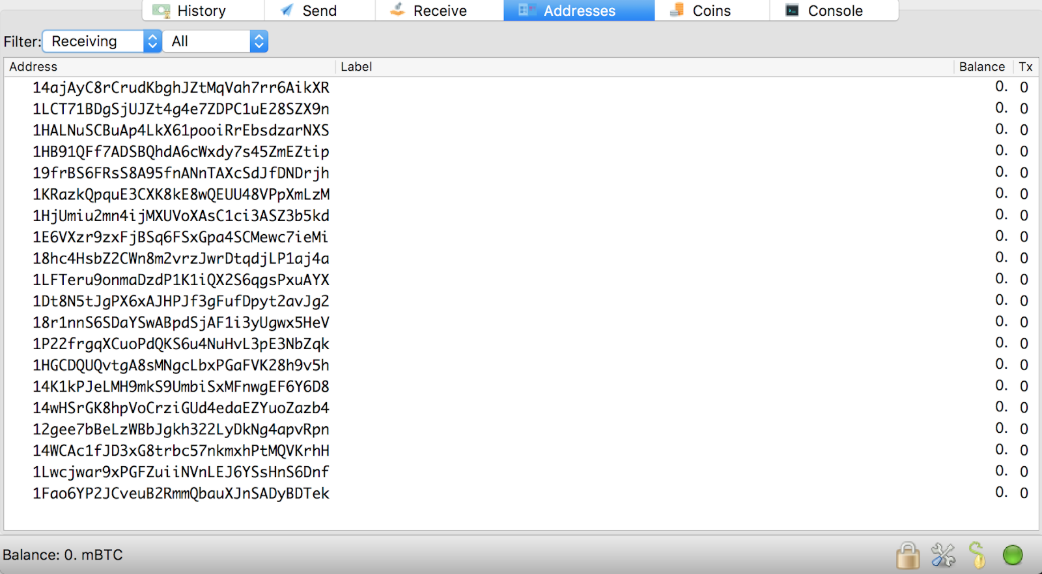 History Send Receive Addresses Coins Console
Filter: Receiving All
Address Label Balance Tx
14ajAyC8rCrudKbghJZtMqVah7rr6AikXR 0. 0
1LCT71BDgSjUJZt4g4e7ZDPC1uE28SZX9n 0. 0
1HALNuSCBuAp4LkX61pooiRrEbsdzarNXS 0. 0
1HB91QFf7ADSBQhdA6cWxdy7s45ZmEZtip 0. 0
19frBS6FRsS8A95fnANnTAXcSdJfDNDrjh 0. 0
1KRazkQpquE3CXK8kE8wQEUU48VPpXmLzM 0. 0
1HjUmiu2mn4ijMXUVoXAsC1ci3ASZ3b5kd 0. 0
1E6VXzr9zxFjBSq6FSxGpa4SCMewc7ieMi 0. 0
18hc4HsbZ2CWn8m2vrzJwrDtqdjLP1aj4a 0. 0
1LFTeru9onmaDzdP1K1iQX2S6qgsPxuAYX 0. 0
1Dt8N5tJgPX6xAJHPJf3gFufDpyt2avJg2 0. 0
18r1nnS6SDaYSwABpdSjAF1i3yUgwx5HeV 0. 0
1P22frgqXCuoPdQKS6u4NuHvL3pE3NbZqk 0. 0
1HGCDQUQvtgA8sMNgcLbxPGaFVK28h9v5h 0. 0
14K1kPJeLMH9mkS9UmbiSxMFnwgEF6Y6D8 0. 0
14wHSrGK8hpVoCrziGUd4edaEZYuoZazb4 0. 0
12gee7bBeLzWBbJgkh322LyDkNg4apvRpn 0. 0
14WCAc1fJD3xG8trbc57nkmxhPtMQVKrhH 0. 0
1Lwcjwar9xPGFZuiiNVnLEJ6YSsHnS6Dnf 0. 0
1Fao6YP2JCveuB2RmmQbauXJnSADyBDTek 0. 0
Balance: 0. mBTC